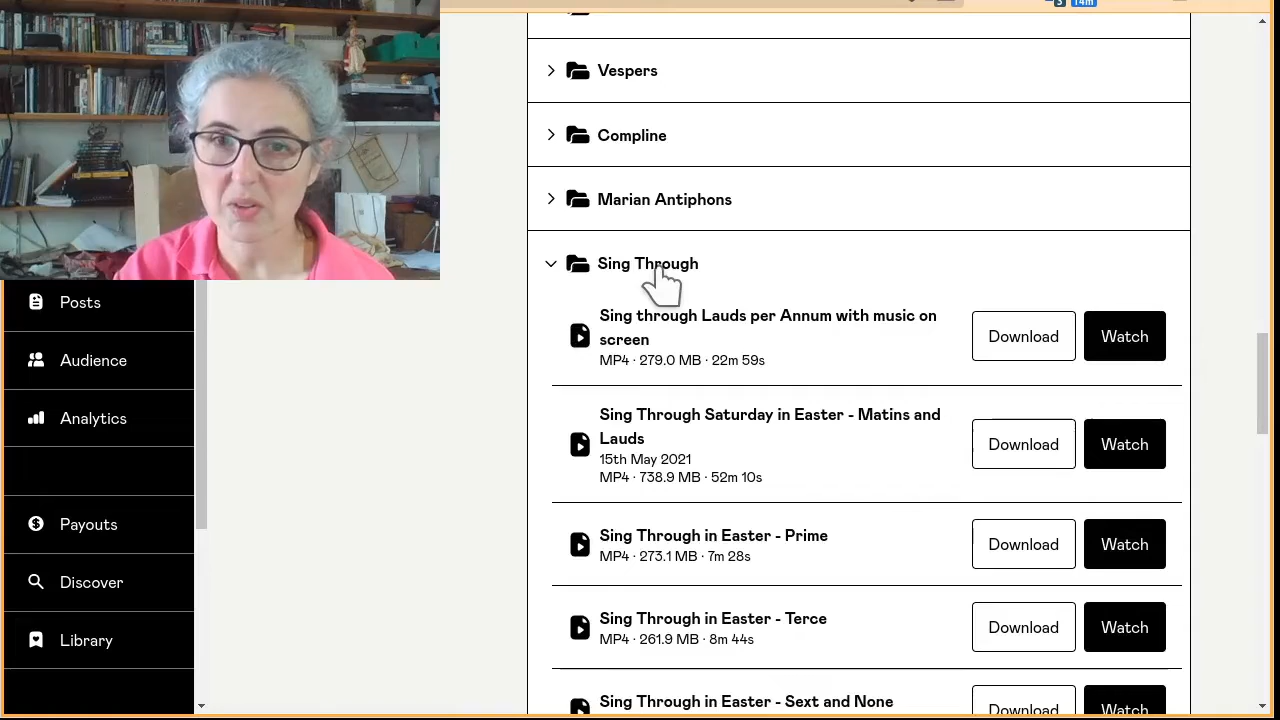 3
14m
Vespers
Compline
Marian Antiphons
Sing Through
Sing through Lauds per Annum with music on
screen
MP4 · 279.0 MB · 22m 59s
Download
Watch
Sing Through Saturday in Easter - Matins and
Lauds
15th May 2021
MP4 · 738.9 MB · 52m 10s
Download
Watch
Sing Through in Easter - Prime
MP4 · 273.1 MB · 7m 28s
Download
Watch
Sing Through in Easter - Terce
MP4 · 261.9 MB · 8m 44s
Download
Watch
Sing Through in Easter - Sext and None
Download
Watch
Posts
Audience
Analytics
Payouts
Discover
Library